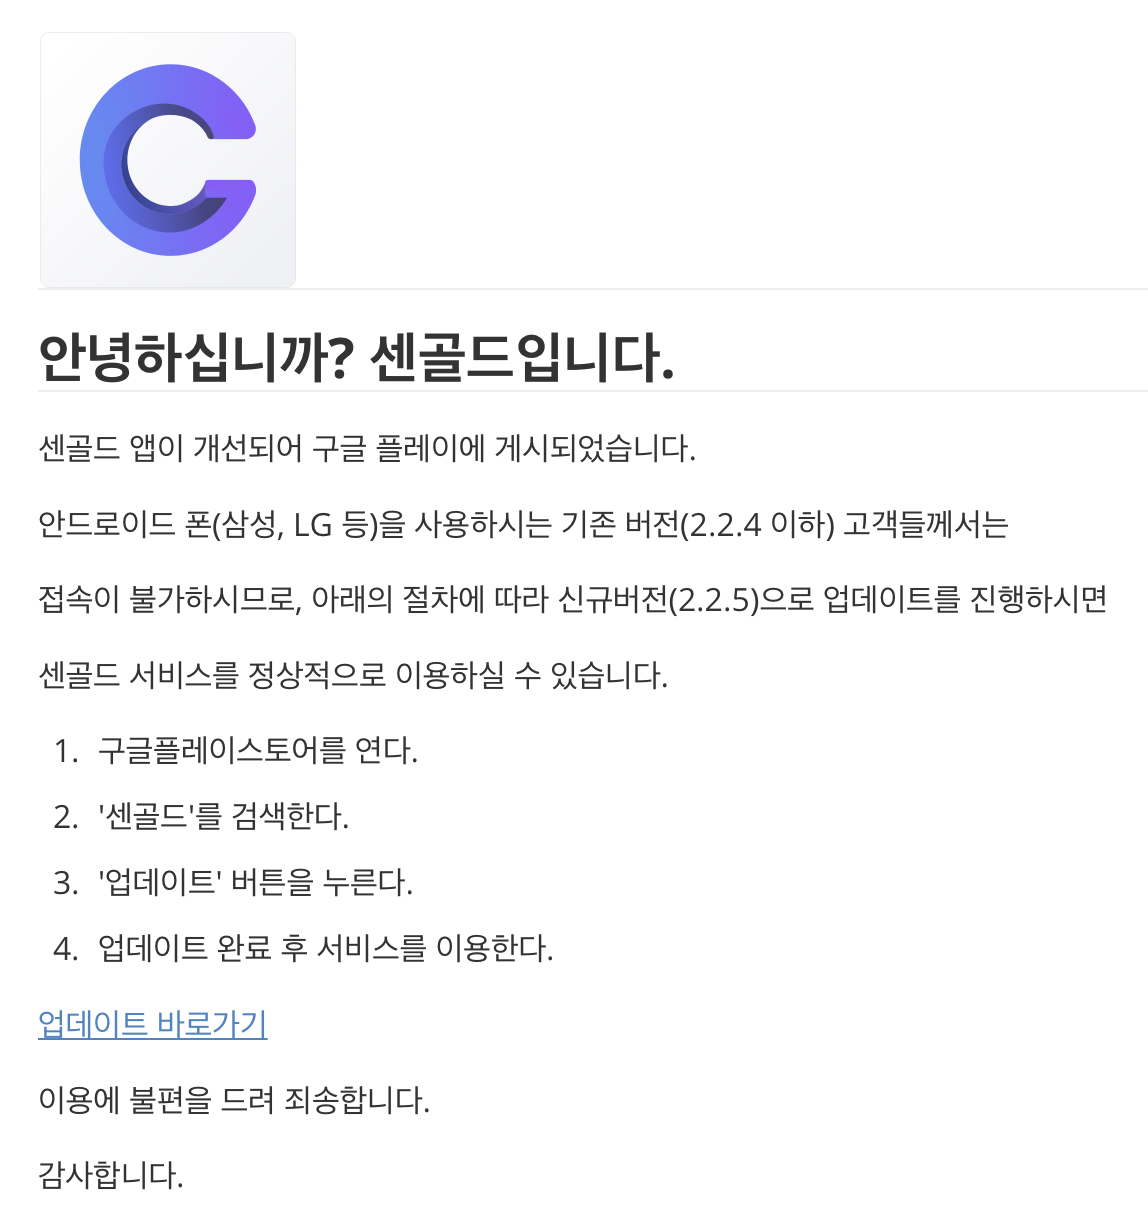 안녕하십니까? 센골드입니다.
센골드 앱이 개선되어 구글 플레이에 게시되었습니다.
안드로이드 폰(삼성, LG 등)을 사용하시는 기존 버전(2.2.4 이하) 고객들께서는
접속이 불가하시므로, 아래의 절차에 따라 신규버전(2.2.5)으로 업데이트를 진행하시면
센골드 서비스를 정상적으로 이용하실 수 있습니다.
1. 구글플레이스토어를 연다.
2. '센골드'를 검색한다.
3. '업데이트' 버튼을 누른다.
4. 업데이트 완료 후 서비스를 이용한다.
업데이트 바로가기
이용에 불편을 드려 죄송합니다.
감사합니다.